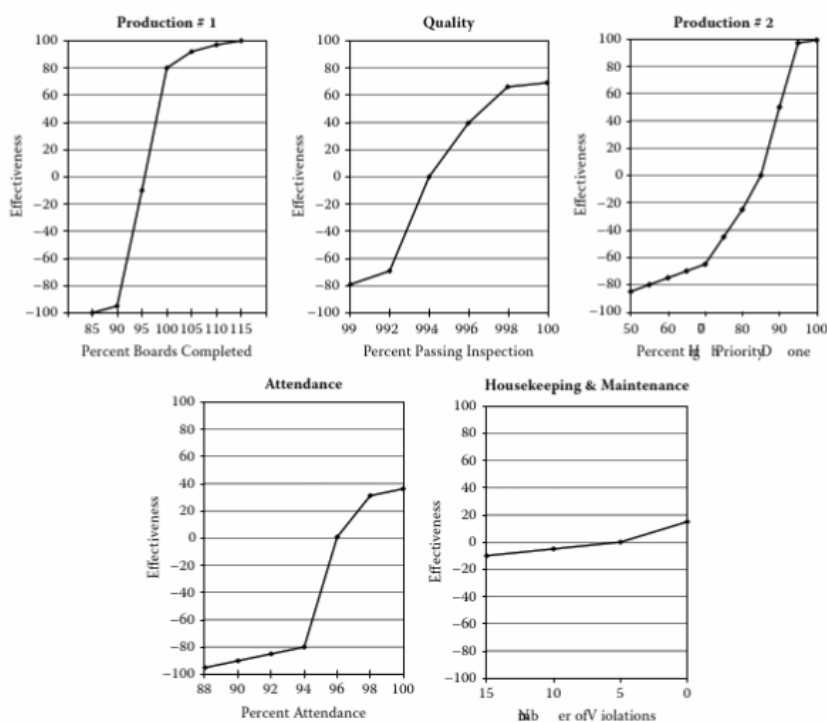 Production # 1
100
80
60
40
20
0
−20
−40
−60
−80
−100
Effectiveness
85 90 95 100 105 110 115
Percent Boards Completed
Quality
100
80
60
40
20
0
−20
−40
−60
−80
−100
Effectiveness
99 992 994 996 998 100
Percent Passing Inspection
Production # 2
100
80
60
40
20
0
−20
−40
−60
−80
−100
Effectiveness
50 60 80 90 100
Percent one
Attendance
100
80
60
40
20
0
−20
−40
−60
−80
−100
Effectiveness
88 90 92 94 96 98 100
Percent Attendance
Housekeeping & Maintenance
100
80
60
40
20
0
−20
−40
−60
−80
−100
Effectiveness
15 10 5 0
er ofV iolations